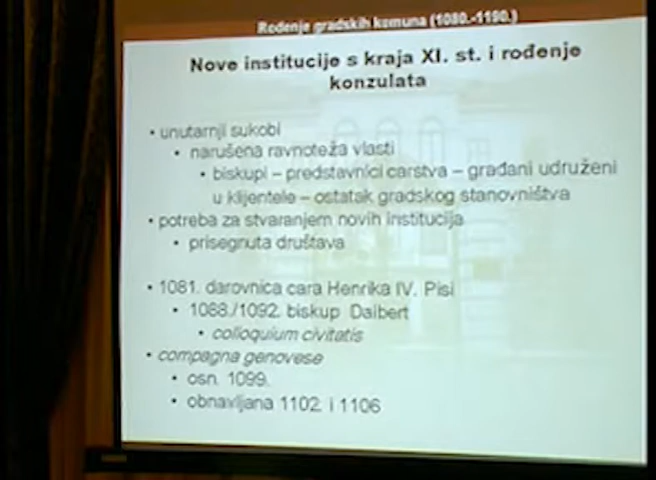 Rođenje gradskih komuna (1080.-1190.)
Nove institucije s kraja XI. st. i rođenje
konzulata
• unutarnji sukobi
• narušena ravnoteža vlasti
• biskupi – predstavnici carstva – građani udruženi
u klijentele – ostatak gradskog stanovništva
• potreba za stvaranjem novih institucija
• prisegnuta društava
• 1081. darovnica cara Henrika IV. Pisi
• 1088./1092. biskup Daibert
• colloquium civitatis
• compagna genovese
• osn. 1099.
• obnavljana 1102. i 1106